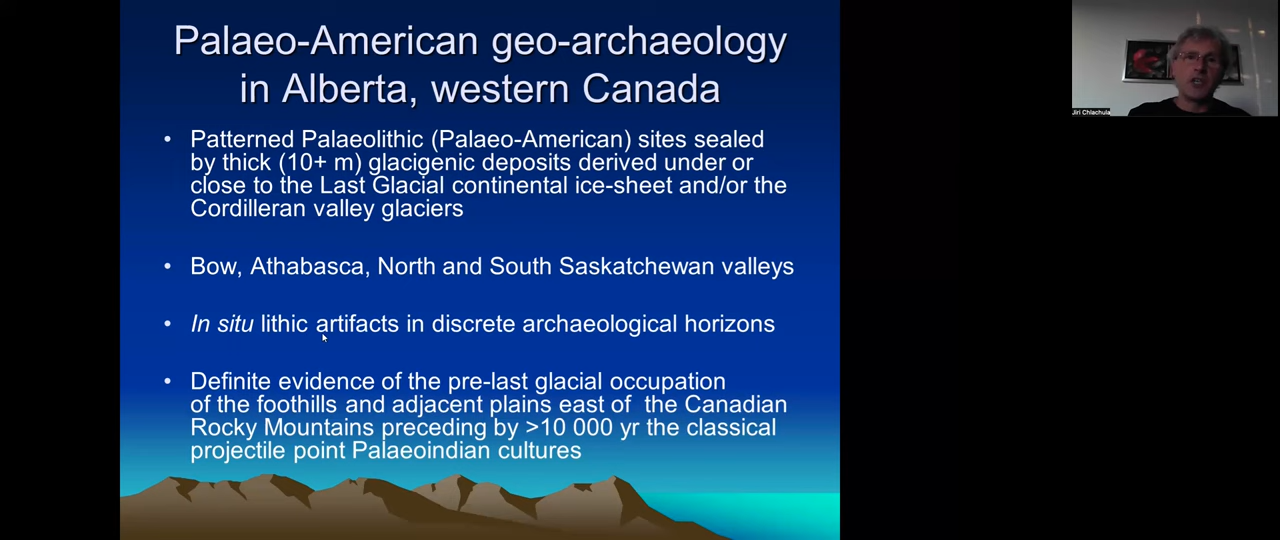 Palaeo-American geo-archaeology
in Alberta, western Canada
• Patterned Palaeolithic (Palaeo-American) sites sealed
by thick (10+ m) glacigenic deposits derived under or
close to the Last Glacial continental ice-sheet and/or the
Cordilleran valley glaciers
• Bow, Athabasca, North and South Saskatchewan valleys
• In situ lithic artifacts in discrete archaeological horizons
• Definite evidence of the pre-last glacial occupation
of the foothills and adjacent plains east of the Canadian
Rocky Mountains preceding by >10 000 yr the classical
projectile point Palaeoindian cultures
Jiri Chlachula